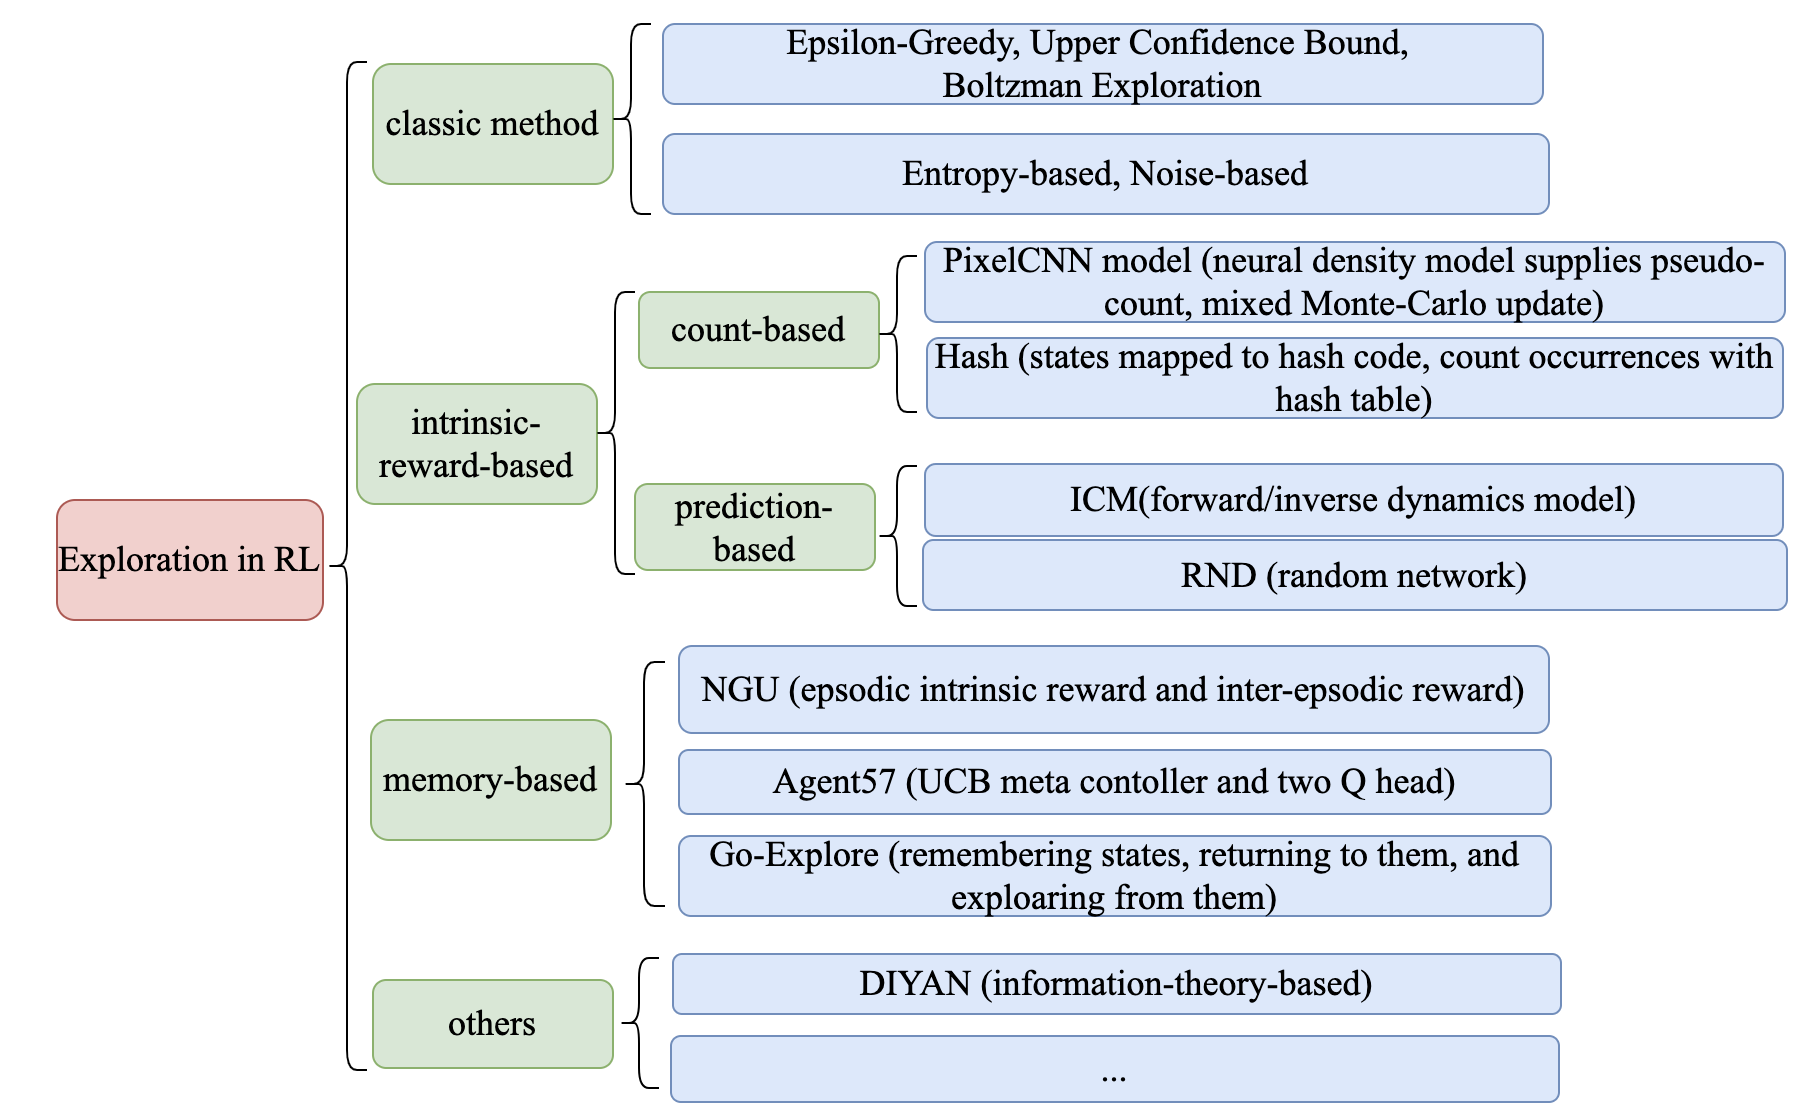 Exploration in RL
classic method
Epsilon-Greedy, Upper Confidence Bound,
Boltzman Exploration
Entropy-based, Noise-based
intrinsic-
reward-based
count-based
PixelCNN model (neural density model supplies pseudo-
count, mixed Monte-Carlo update)
Hash (states mapped to hash code, count occurrences with
hash table)
prediction-
based
ICM(forward/inverse dynamics model)
RND (random network)
memory-based
NGU (epsodic intrinsic reward and inter-epsodic reward)
Agent57 (UCB meta contoller and two Q head)
Go-Explore (remembering states, returning to them, and
exploaring from them)
others
DIYAN (information-theory-based)
...